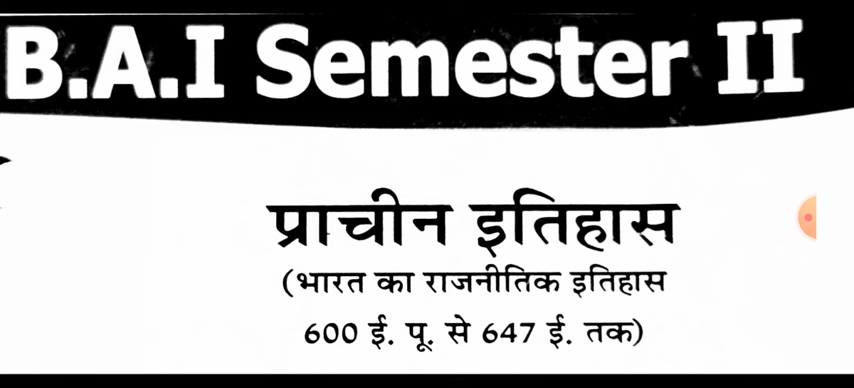 B.A.I Semester II
प्राचीन इतिहास
(भारत का राजनीतिक इतिहास
600 ई. पू. से 647 ई. तक)